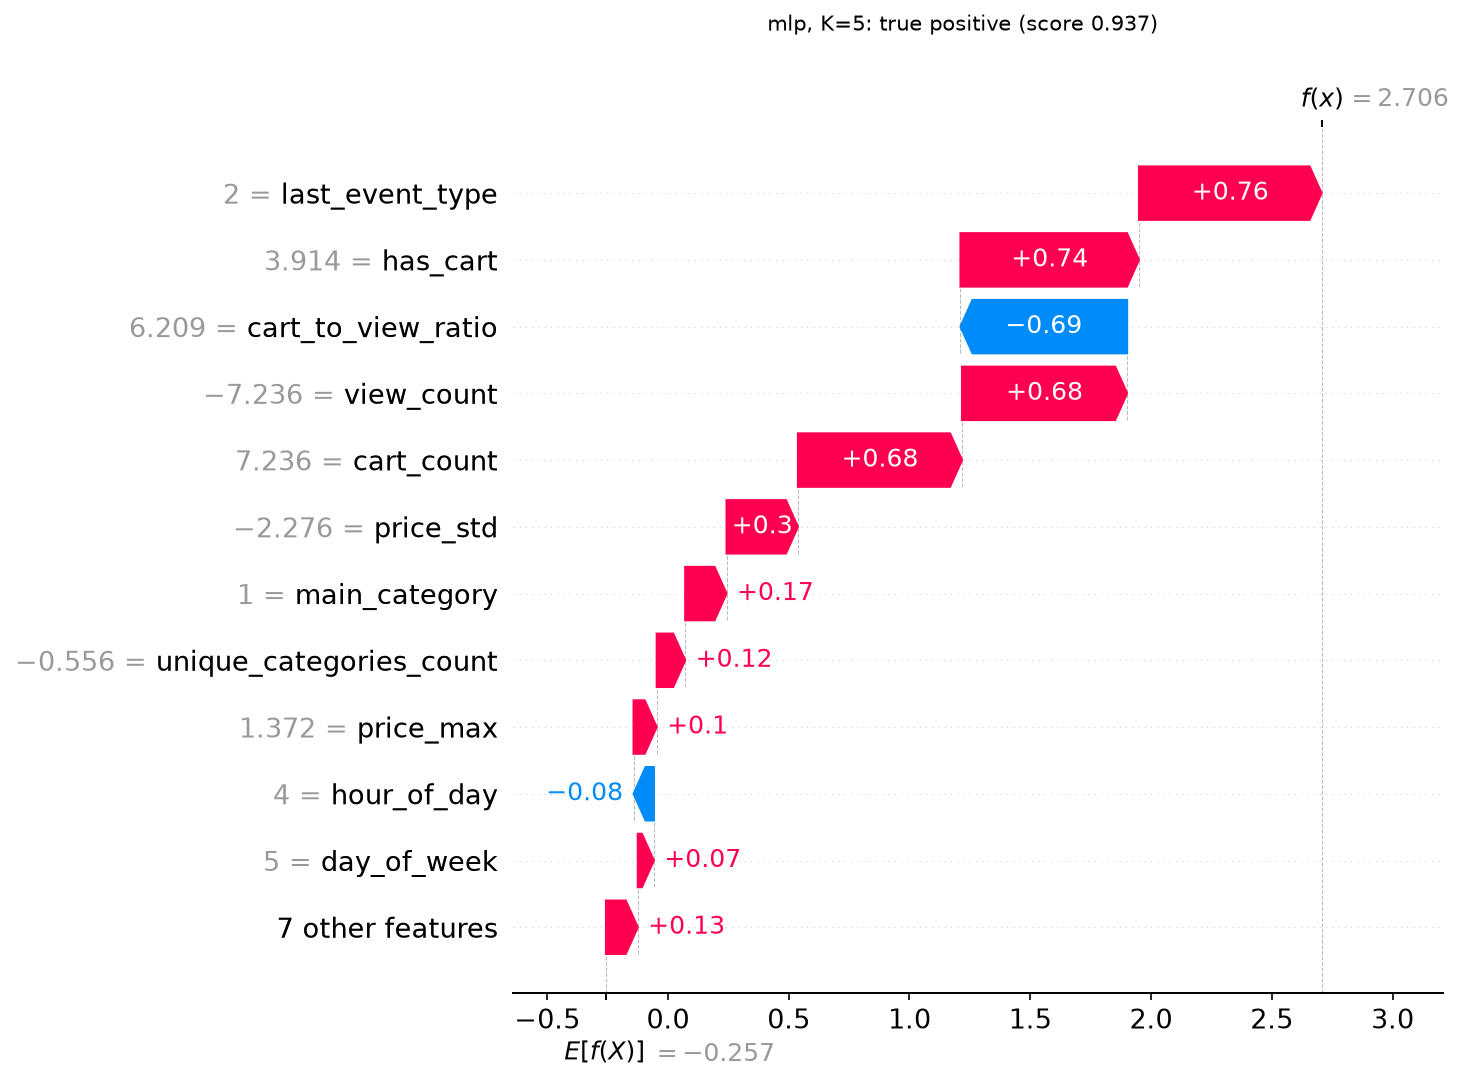 mlp, K=5: true positive (score 0.937)
f(x) = 2.706
2 = last_event_type +0.76
3.914 = has_cart +0.74
6.209 = cart_to_view_ratio −0.69
−7.236 = view_count +0.68
7.236 = cart_count +0.68
−2.276 = price_std +0.3
1 = main_category +0.17
−0.556 = unique_categories_count +0.12
1.372 = price_max +0.1
4 = hour_of_day −0.08
5 = day_of_week +0.07
7 other features +0.13
−0.5 0.0 0.5 1.0 1.5 2.0 2.5 3.0
E[f(X)] = −0.257